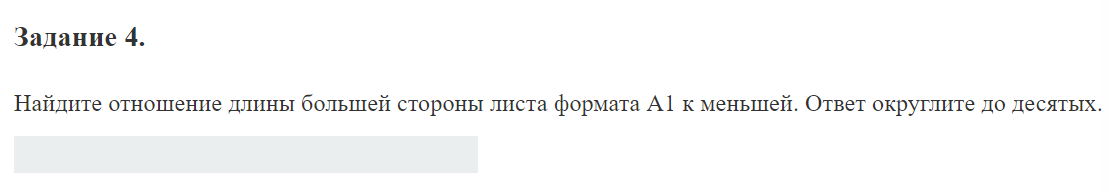 Задание 4.
Найдите отношение длины большей стороны листа формата А1 к меньшей. Ответ округлите до десятых.